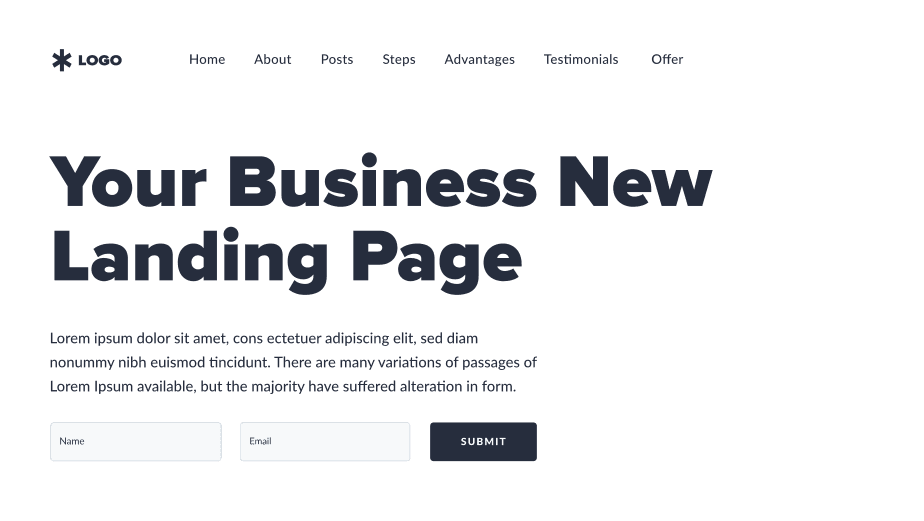 LOGO Home About Posts Steps Advantages Testimonials Offer
Your Business New
Landing Page
Lorem ipsum dolor sit amet, cons ectetuer adipiscing elit, sed diam
nonummy nibh euismod tincidunt. There are many variations of passages of
Lorem Ipsum available, but the majority have suffered alteration in form.
Name Email SUBMIT